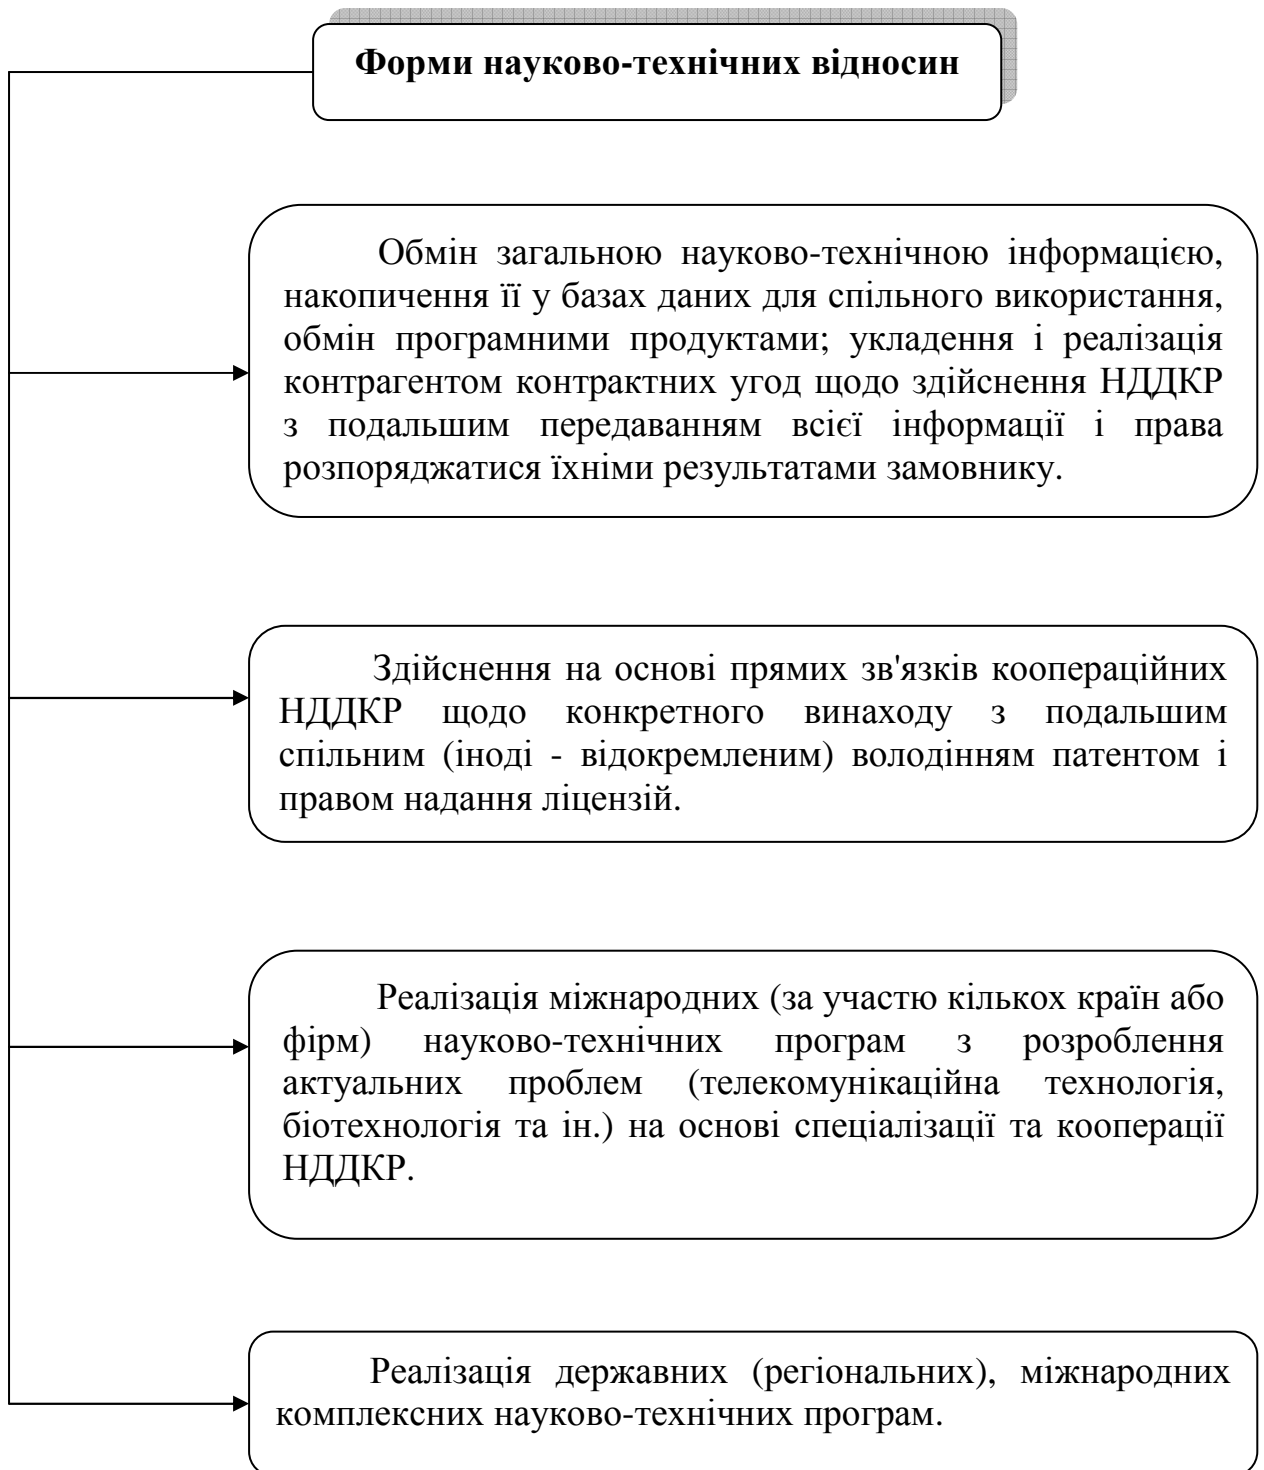 Форми науково-технічних відносин
Обмін загальною науково-технічною інформацією,
накопичення її у базах даних для спільного використання,
обмін програмними продуктами; укладення і реалізація
контрагентом контрактних угод щодо здійснення НДДКР
з подальшим передаванням всієї інформації і права
розпоряджатися їхніми результатами замовнику.
Здійснення на основі прямих зв'язків коопераційних
НДДКР щодо конкретного винаходу з подальшим
спільним (іноді - відокремленим) володінням патентом і
правом надання ліцензій.
Реалізація міжнародних (за участю кількох країн або
фірм) науково-технічних програм з розроблення
актуальних проблем (телекомунікаційна технологія,
біотехнологія та ін.) на основі спеціалізації та кооперації
НДДКР.
Реалізація державних (регіональних), міжнародних
комплексних науково-технічних програм.